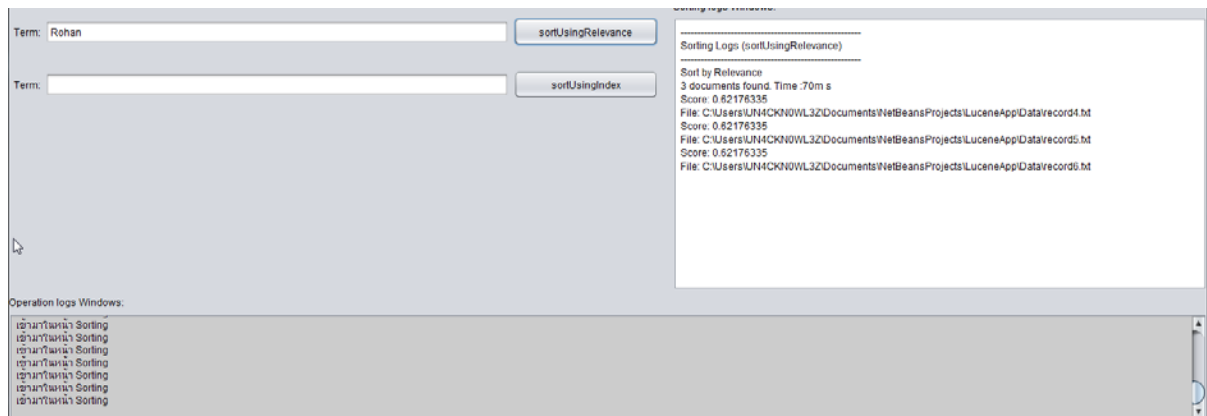 Sorting logs Windows:
Term: Rohan sortUsingRelevance
Term: sortUsingIndex
--------------------------------------------------------
Sorting Logs (sortUsingRelevance)
--------------------------------------------------------
Sort by Relevance
3 documents found. Time :70m s
Score: 0.62176335
File: C:\Users\UN4CKN0WL3Z\Documents\NetBeansProjects\LuceneApp\Data\record4.txt
Score: 0.62176335
File: C:\Users\UN4CKN0WL3Z\Documents\NetBeansProjects\LuceneApp\Data\record5.txt
Score: 0.62176335
File: C:\Users\UN4CKN0WL3Z\Documents\NetBeansProjects\LuceneApp\Data\record6.txt
Operation logs Windows:
เข้ามาในหน้า Sorting
เข้ามาในหน้า Sorting
เข้ามาในหน้า Sorting
เข้ามาในหน้า Sorting
เข้ามาในหน้า Sorting
เข้ามาในหน้า Sorting
เข้ามาในหน้า Sorting